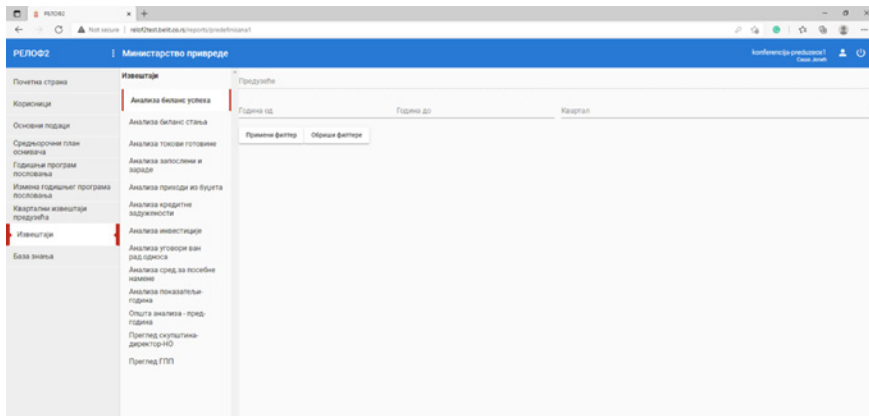 РЕЛОФ2
Not secure | relof2test.belit.co.rs/reports/predefinicana1
РЕЛОФ2
Министарство привреде
konferencija-preduzece1
Почетна страна
Корисници
Основни подаци
Средњорочни план
оснивача
Годишњи програм
пословања
Измена годишњег програма
пословања
Квартални извештаји
предузећа
Извештаји
База знања
Извештаји
Анализа биланс успеха
Анализа биланс стања
Анализа токови готовине
Анализа запослени и
зараде
Анализа приходи из буџета
Анализа кредитне
задужености
Анализа инвестиције
Анализа уговори ван
рад.односа
Анализа сред.за посебне
намене
Анализа показатељи-
година
Општа анализа - пред-
година
Преглед скупштина-
директор-НО
Преглед ГПП
Предузеће
Година од
Година до
Квартал
Примени филтер
Обриши филтере